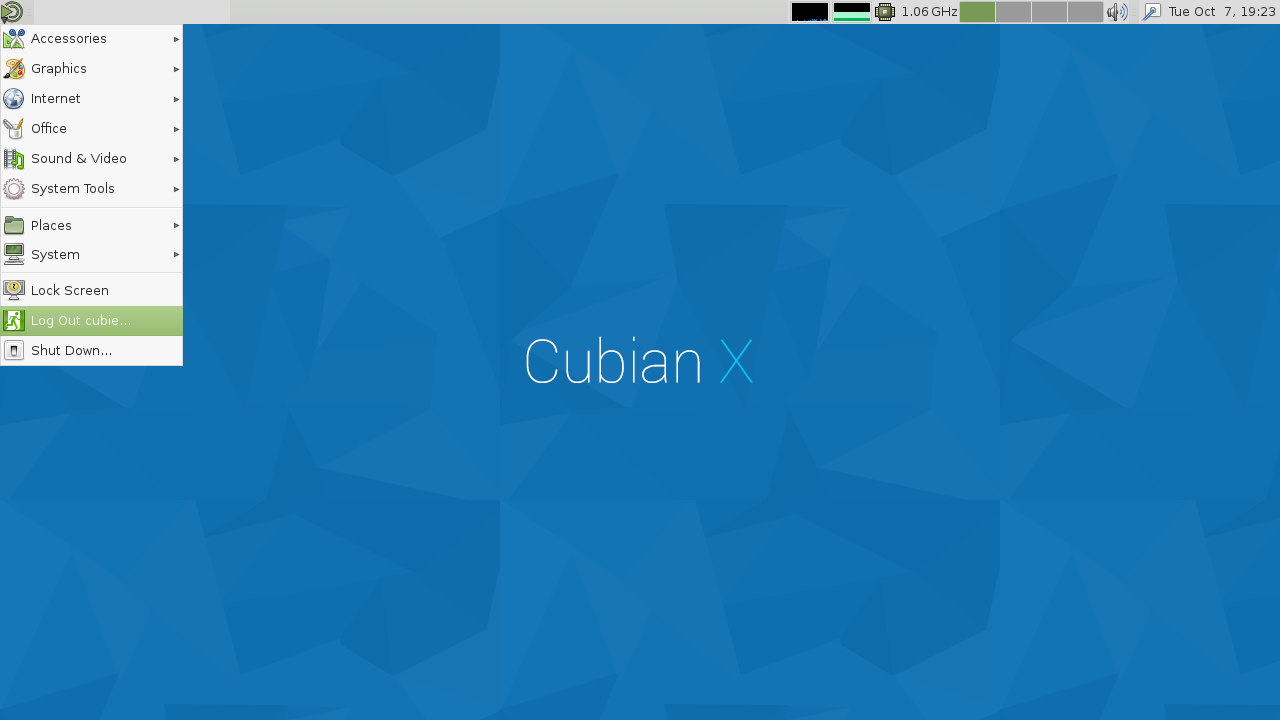 1.06 GHz
Tue Oct 7, 19:23
Accessories
Graphics
Internet
Office
Sound & Video
System Tools
Places
System
Lock Screen
Log Out cubie...
Shut Down...
Cubian X